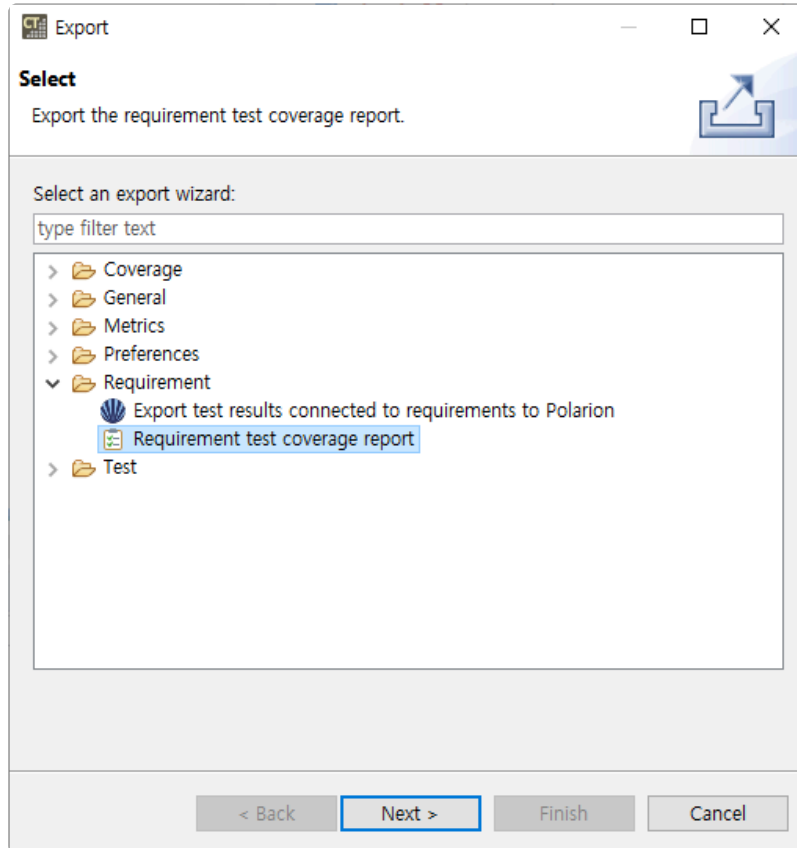 CT Export
Select
Export the requirement test coverage report.
Select an export wizard:
type filter text
Coverage
General
Metrics
Preferences
Requirement
Export test results connected to requirements to Polarion
Requirement test coverage report
Test
< Back Next > Finish Cancel